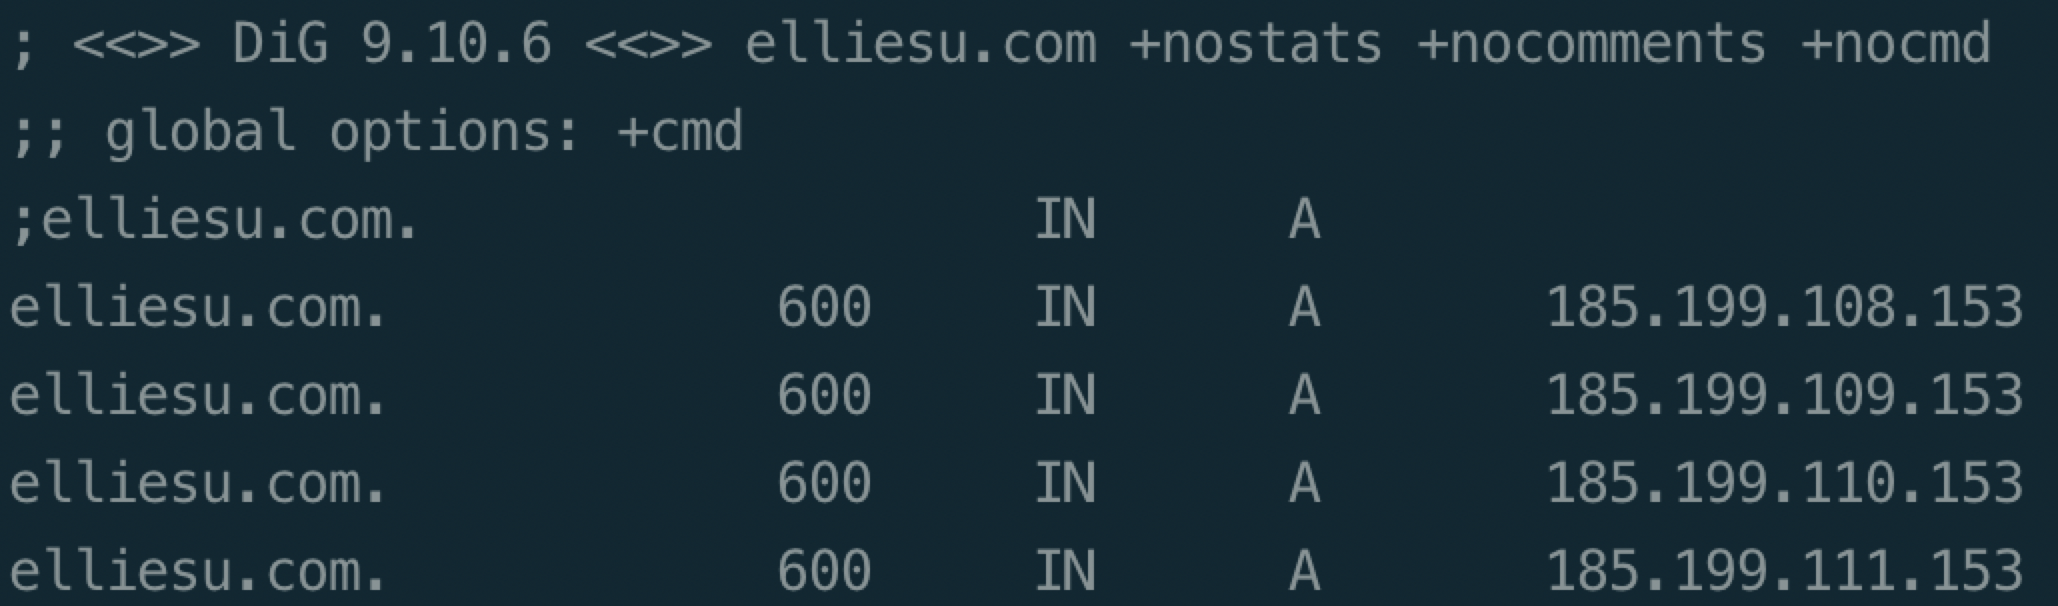 ; <<>> DiG 9.10.6 <<>> elliesu.com +nostats +nocomments +nocmd
;; global options: +cmd
;elliesu.com. IN A
elliesu.com. 600 IN A 185.199.108.153
elliesu.com. 600 IN A 185.199.109.153
elliesu.com. 600 IN A 185.199.110.153
elliesu.com. 600 IN A 185.199.111.153